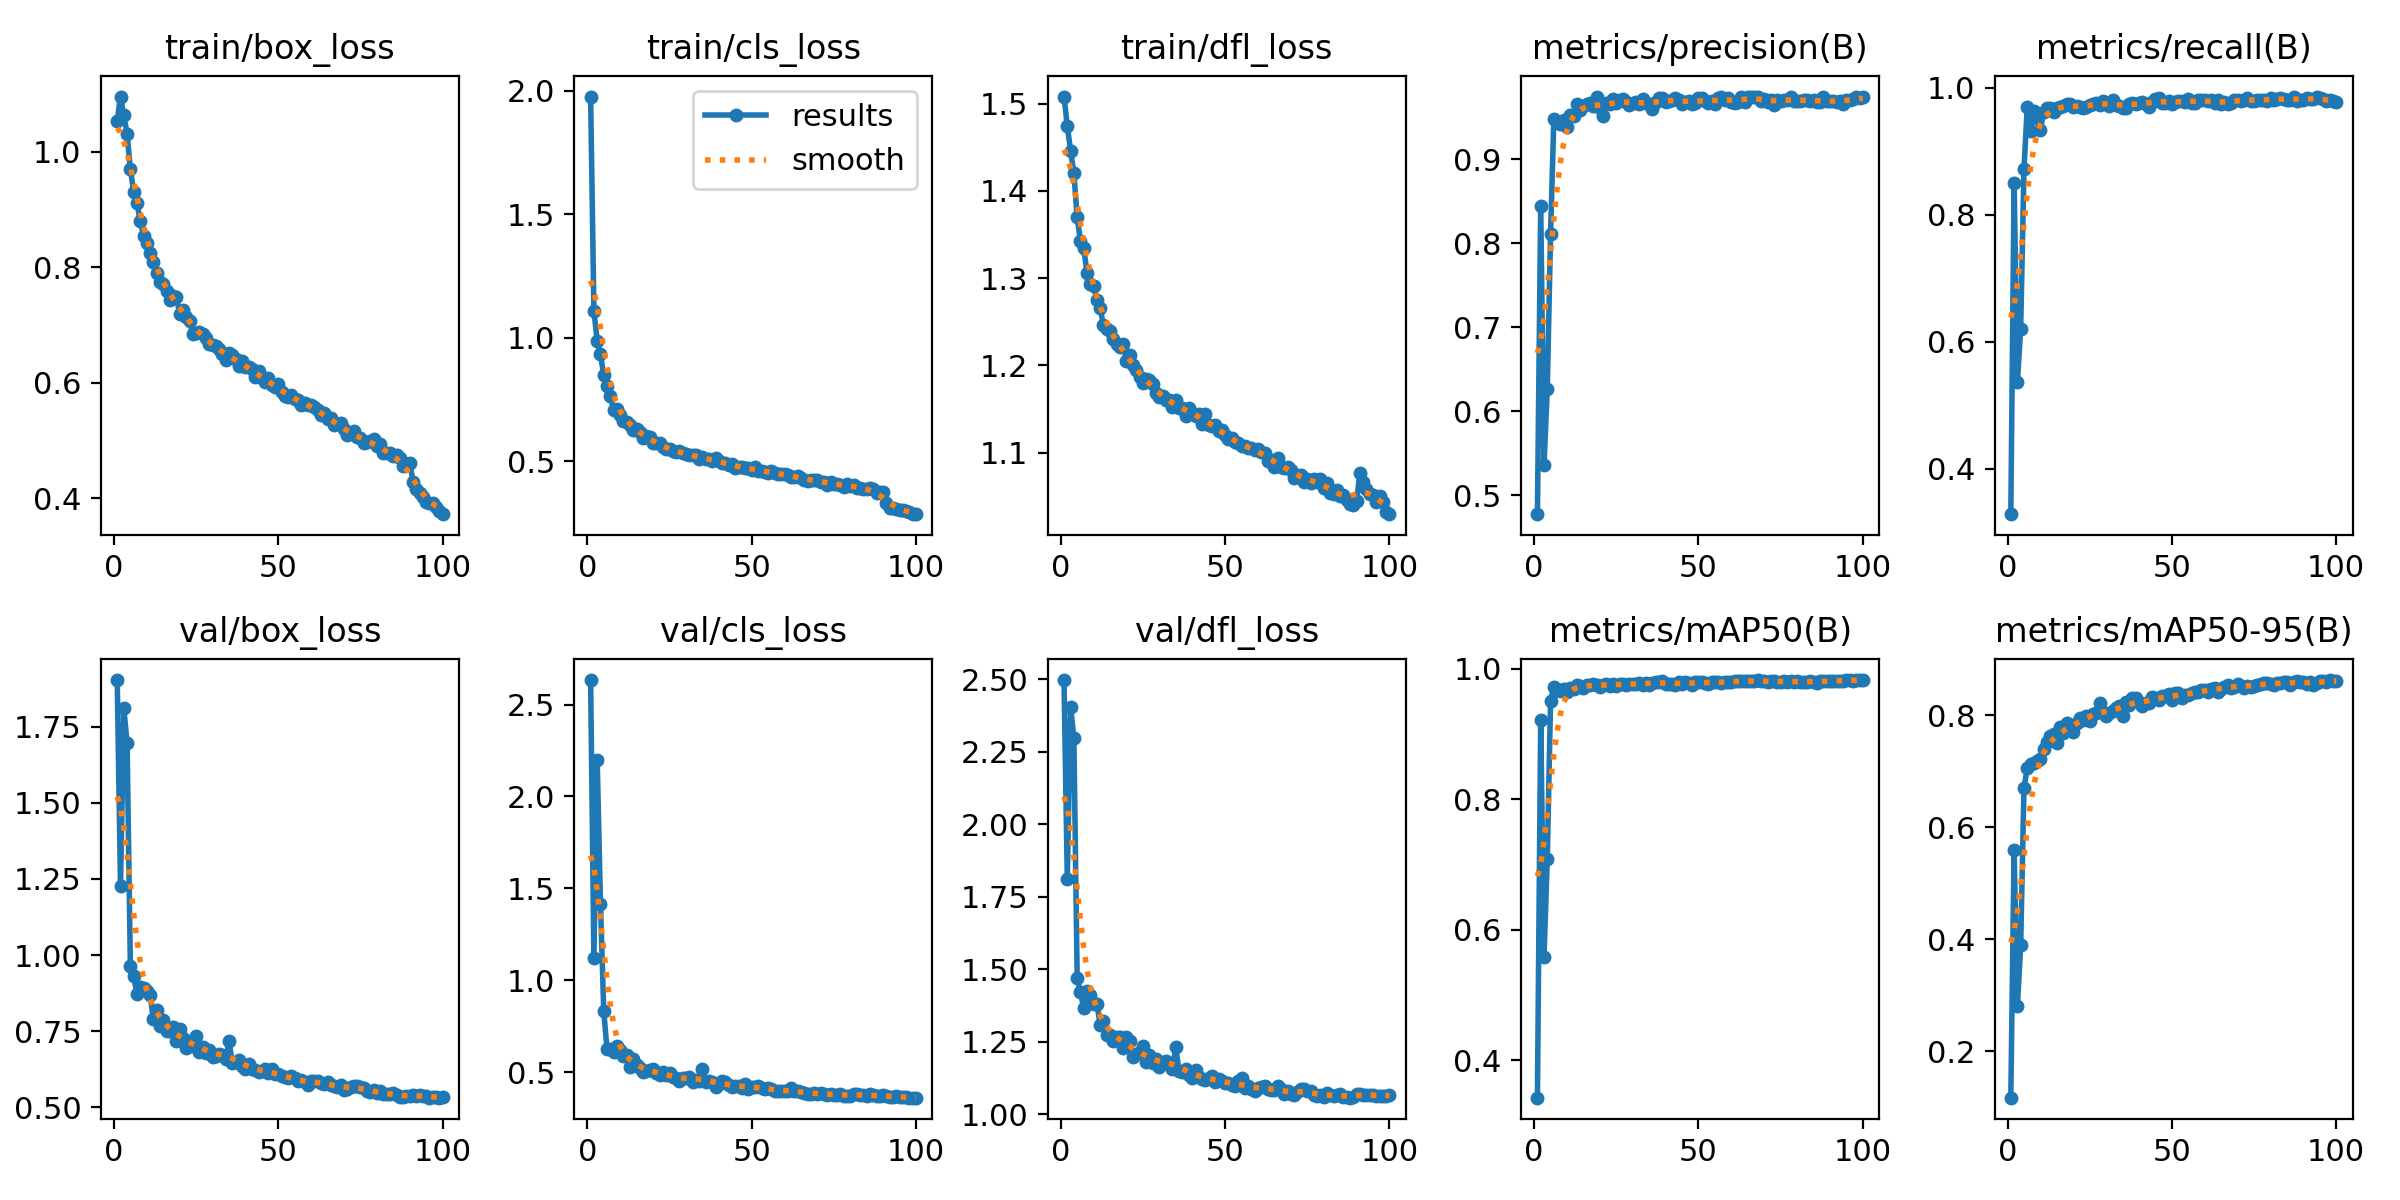 train/box_loss
1.0
0.8
0.6
0.4
0 50 100
train/cls_loss
results
smooth
2.0
1.5
1.0
0.5
0 50 100
train/dfl_loss
1.5
1.4
1.3
1.2
1.1
0 50 100
metrics/precision(B)
0.9
0.8
0.7
0.6
0.5
0 50 100
metrics/recall(B)
1.0
0.8
0.6
0.4
0 50 100
val/box_loss
1.75
1.50
1.25
1.00
0.75
0.50
0 50 100
val/cls_loss
2.5
2.0
1.5
1.0
0.5
0 50 100
val/dfl_loss
2.50
2.25
2.00
1.75
1.50
1.25
1.00
0 50 100
metrics/mAP50(B)
1.0
0.8
0.6
0.4
0 50 100
metrics/mAP50-95(B)
0.8
0.6
0.4
0.2
0 50 100